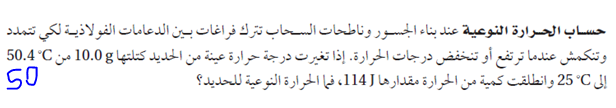 حساب الحرارة النوعية عند بناء الجسور وناطحات السحاب تترك فراغات بين الدعامات الفولاذية لكي تتمدد
وتنكمش عندما ترتفع أو تنخفض درجات الحرارة. إذا تغيرت درجة حرارة عينة من الحديد كتلتها 10.0 g من 50.4 °C
إلى 25 °C وانطلقت كمية من الحرارة مقدارها 114 J، فما الحرارة النوعية للحديد؟
50